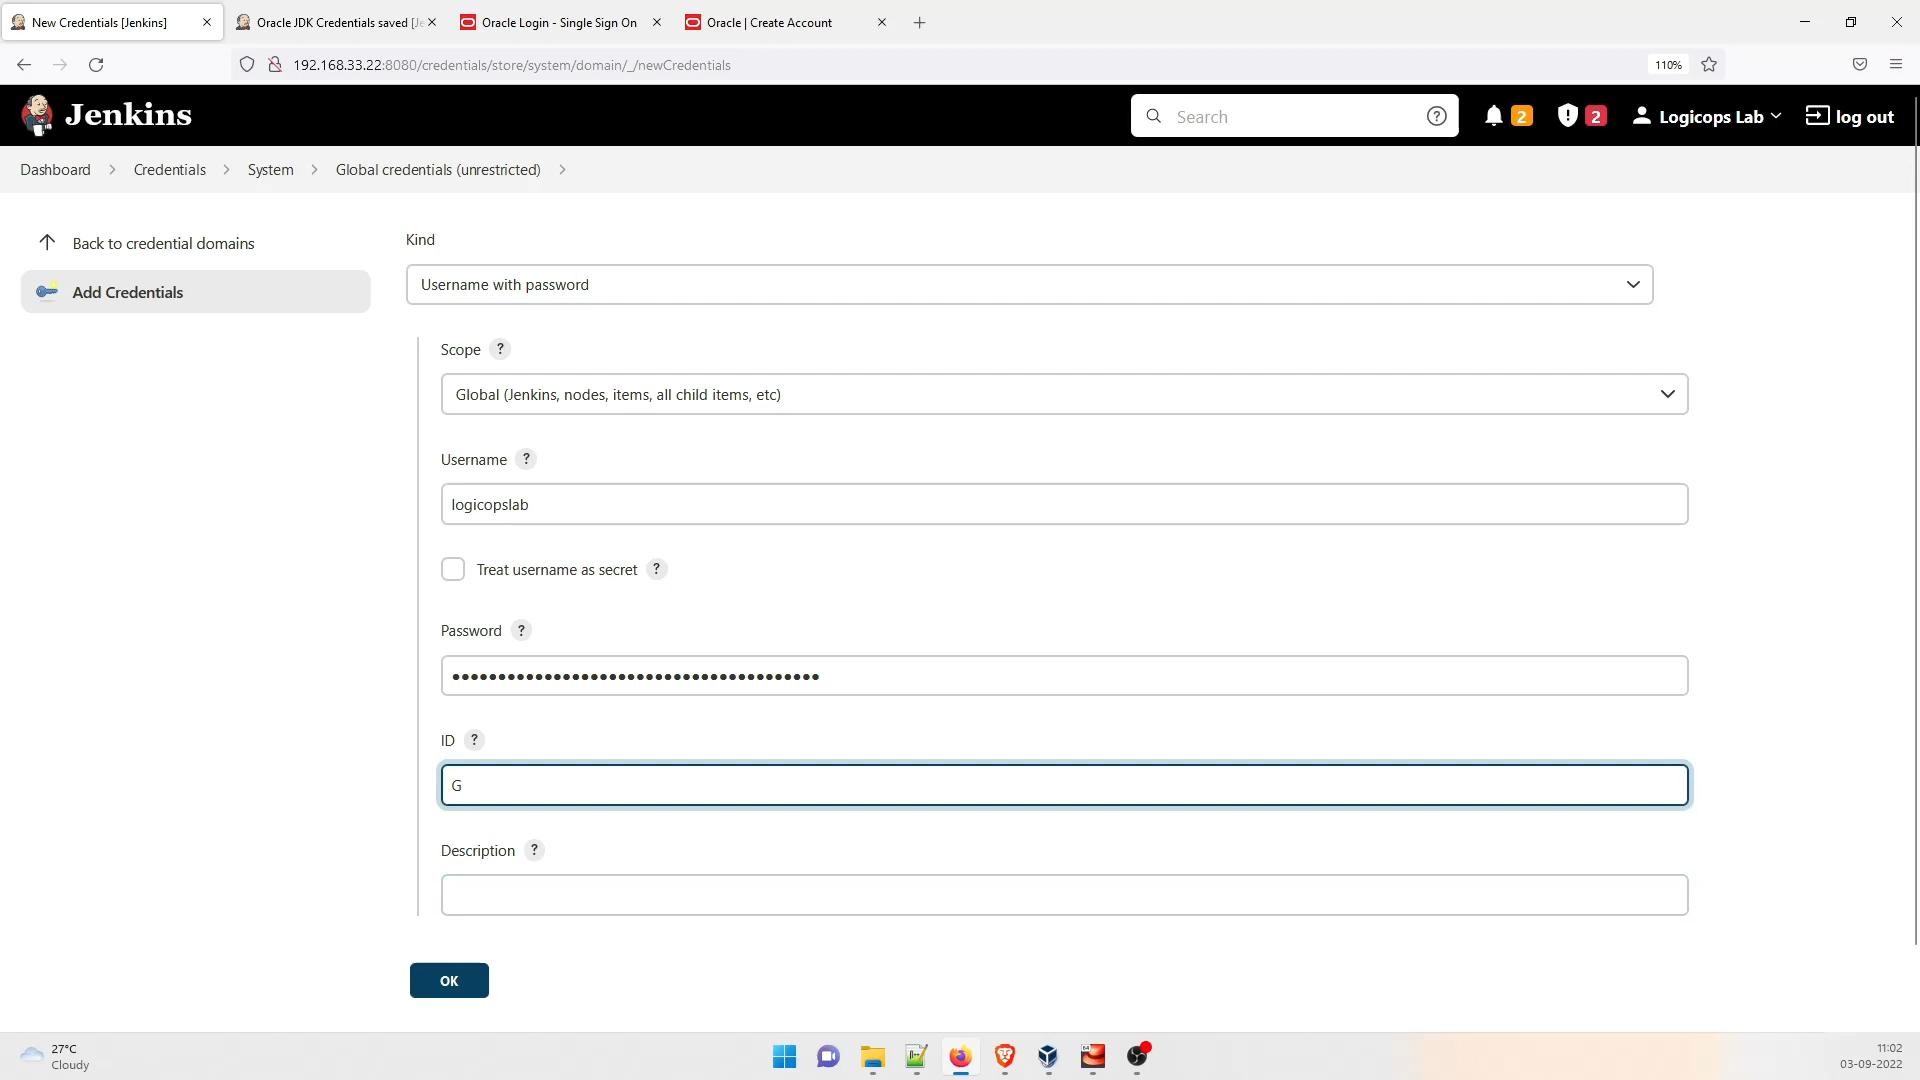 New Credentials [Jenkins]
Oracle JDK Credentials saved [Je
Oracle Login - Single Sign On
Oracle | Create Account
192.168.33.22:8080/credentials/store/system/domain/_/newCredentials
110%
Jenkins
Search
?
2
2
Logicops Lab
log out
Dashboard
Credentials
System
Global credentials (unrestricted)
Back to credential domains
Add Credentials
Kind
Username with password
Scope ?
Global (Jenkins, nodes, items, all child items, etc)
Username ?
logicopslab
Treat username as secret ?
Password ?
••••••••••••••••••••••••••••••••••••••••
ID ?
G
Description ?
OK
27°C
Cloudy
64
11:02
03-09-2022